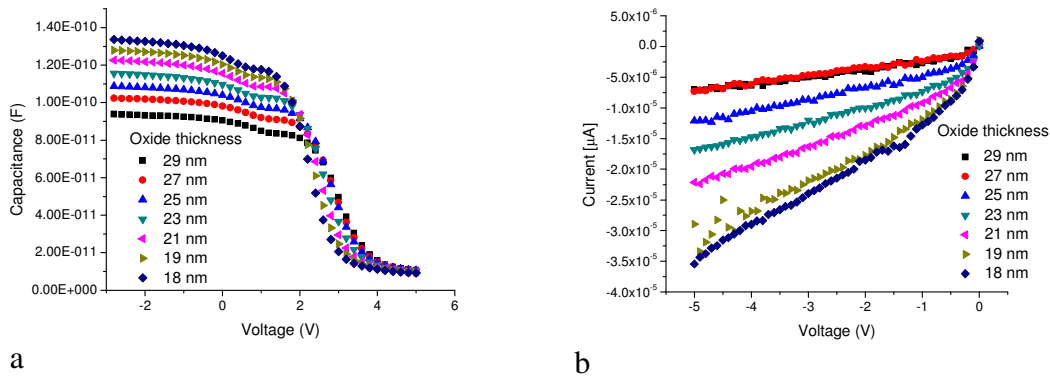 1.40E-010
1.20E-010
1.00E-010
8.00E-011
6.00E-011
4.00E-011
2.00E-011
0.00E+000
Capacitance (F)
Oxide thickness
29 nm
27 nm
25 nm
23 nm
21 nm
19 nm
18 nm
-2 0 2 4 6
Voltage (V)
a
5.0x10⁻⁶
0.0
-5.0x10⁻⁶
-1.0x10⁻⁵
-1.5x10⁻⁵
-2.0x10⁻⁵
-2.5x10⁻⁵
-3.0x10⁻⁵
-3.5x10⁻⁵
-4.0x10⁻⁵
Current [µA]
Oxide thickness
29 nm
27 nm
25 nm
23 nm
21 nm
19 nm
18 nm
-5 -4 -3 -2 -1 0
Voltage (V)
b